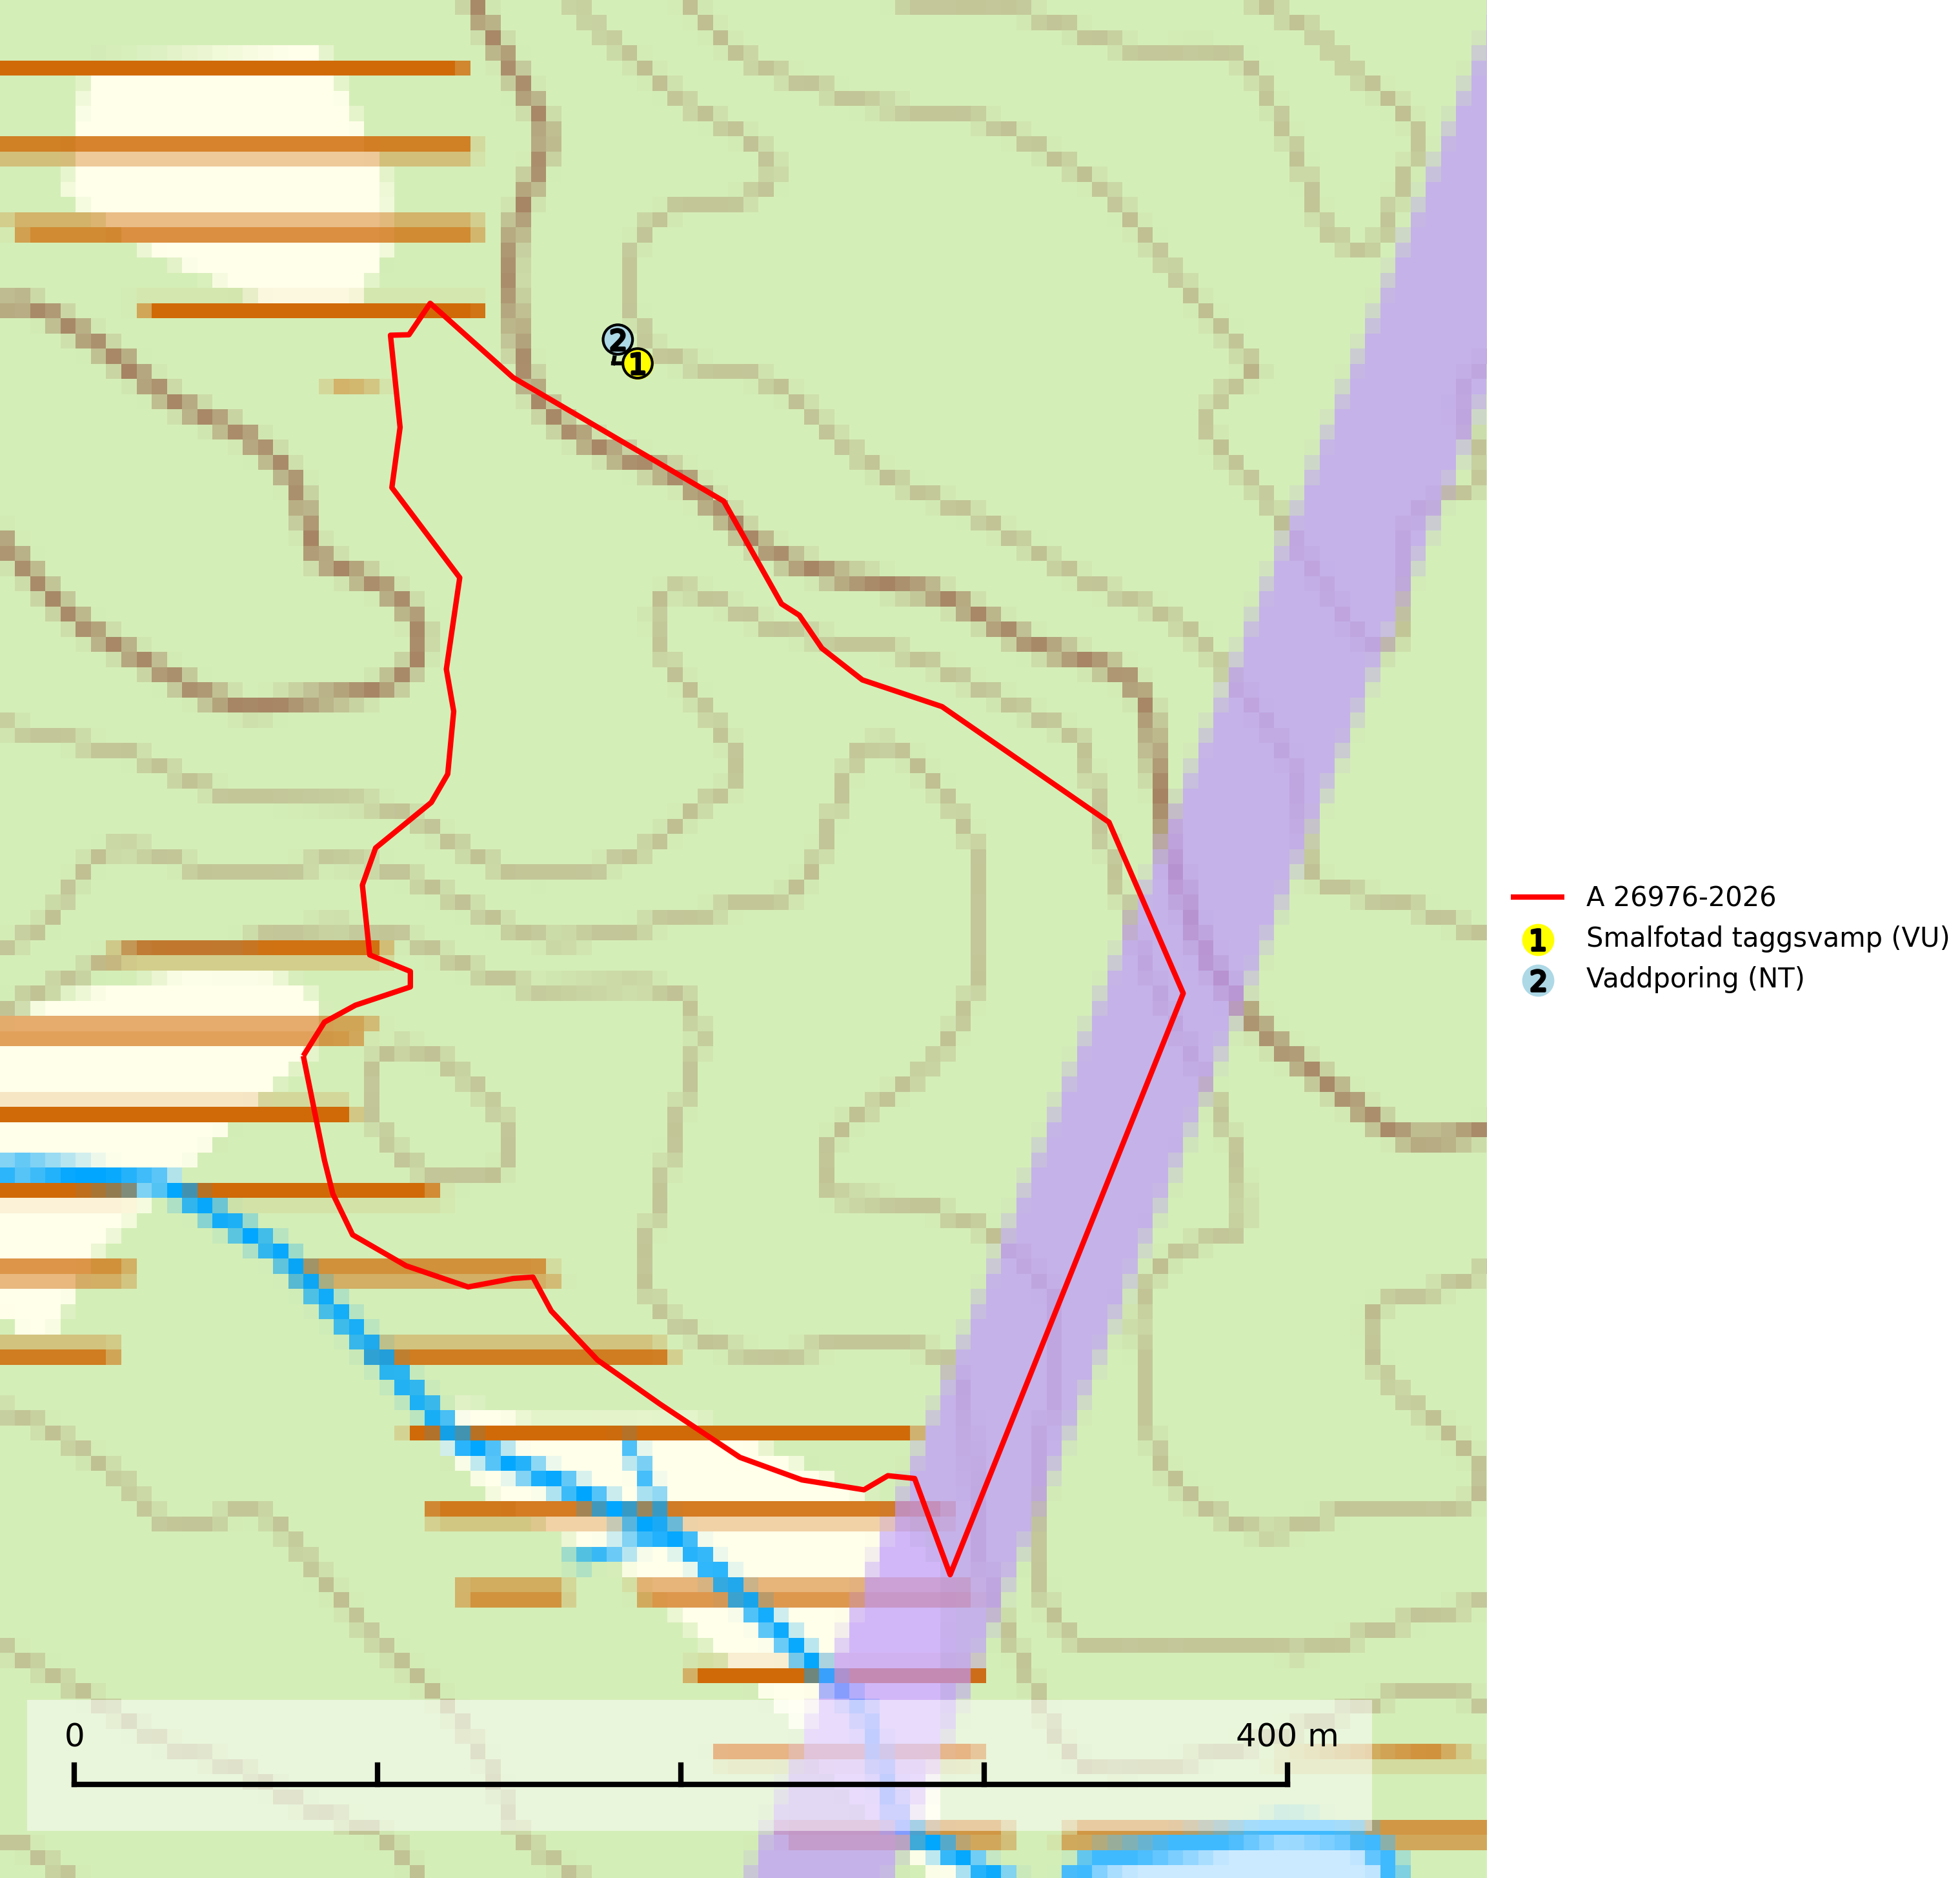 2
1
A 26976-2026
1 Smalfotad taggsvamp (VU)
2 Vaddporing (NT)
0 400 m